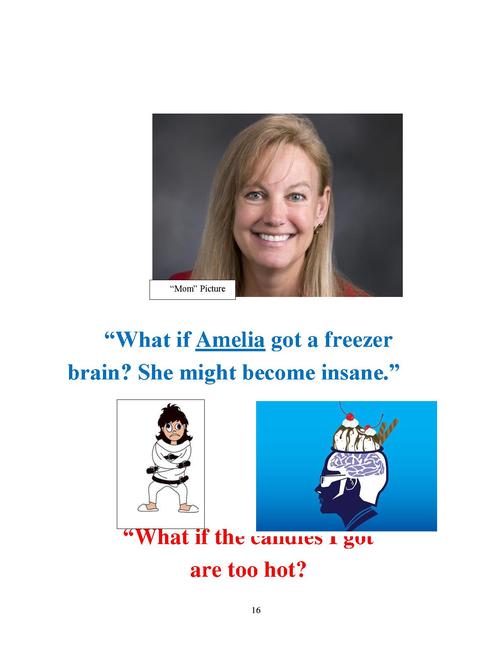 “Mom” Picture
“What if Amelia got a freezer
brain? She might become insane.”
“What if the candies I got
are too hot?
16